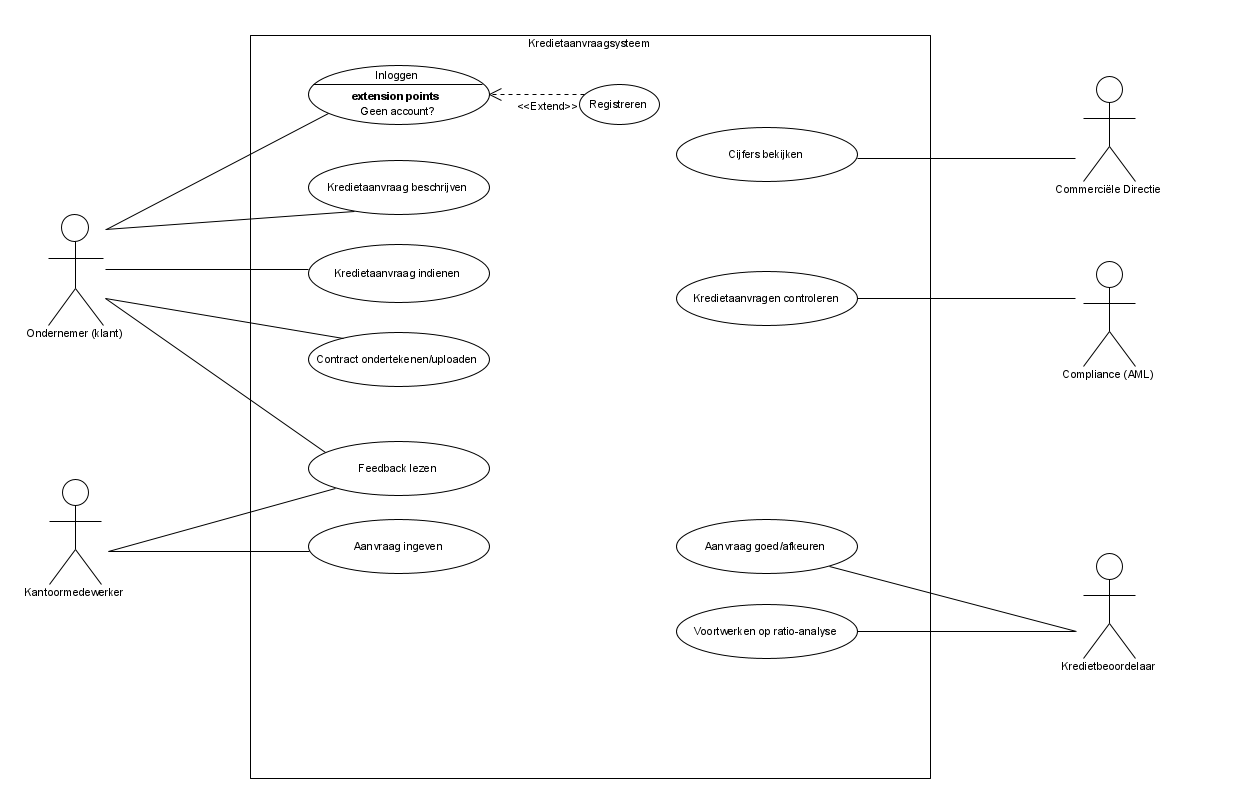 Kredietaanvraagsysteem
Inloggen
extension points
Geen account?
<<Extend>>
Registreren
Cijfers bekijken
Commerciële Directie
Kredietaanvraag beschrijven
Kredietaanvraag indienen
Ondernemer (klant)
Kredietaanvragen controleren
Compliance (AML)
Contract ondertekenen/uploaden
Feedback lezen
Aanvraag ingeven
Kantoormedewerker
Aanvraag goed/afkeuren
Voortwerken op ratio-analyse
Kredietbeoordelaar